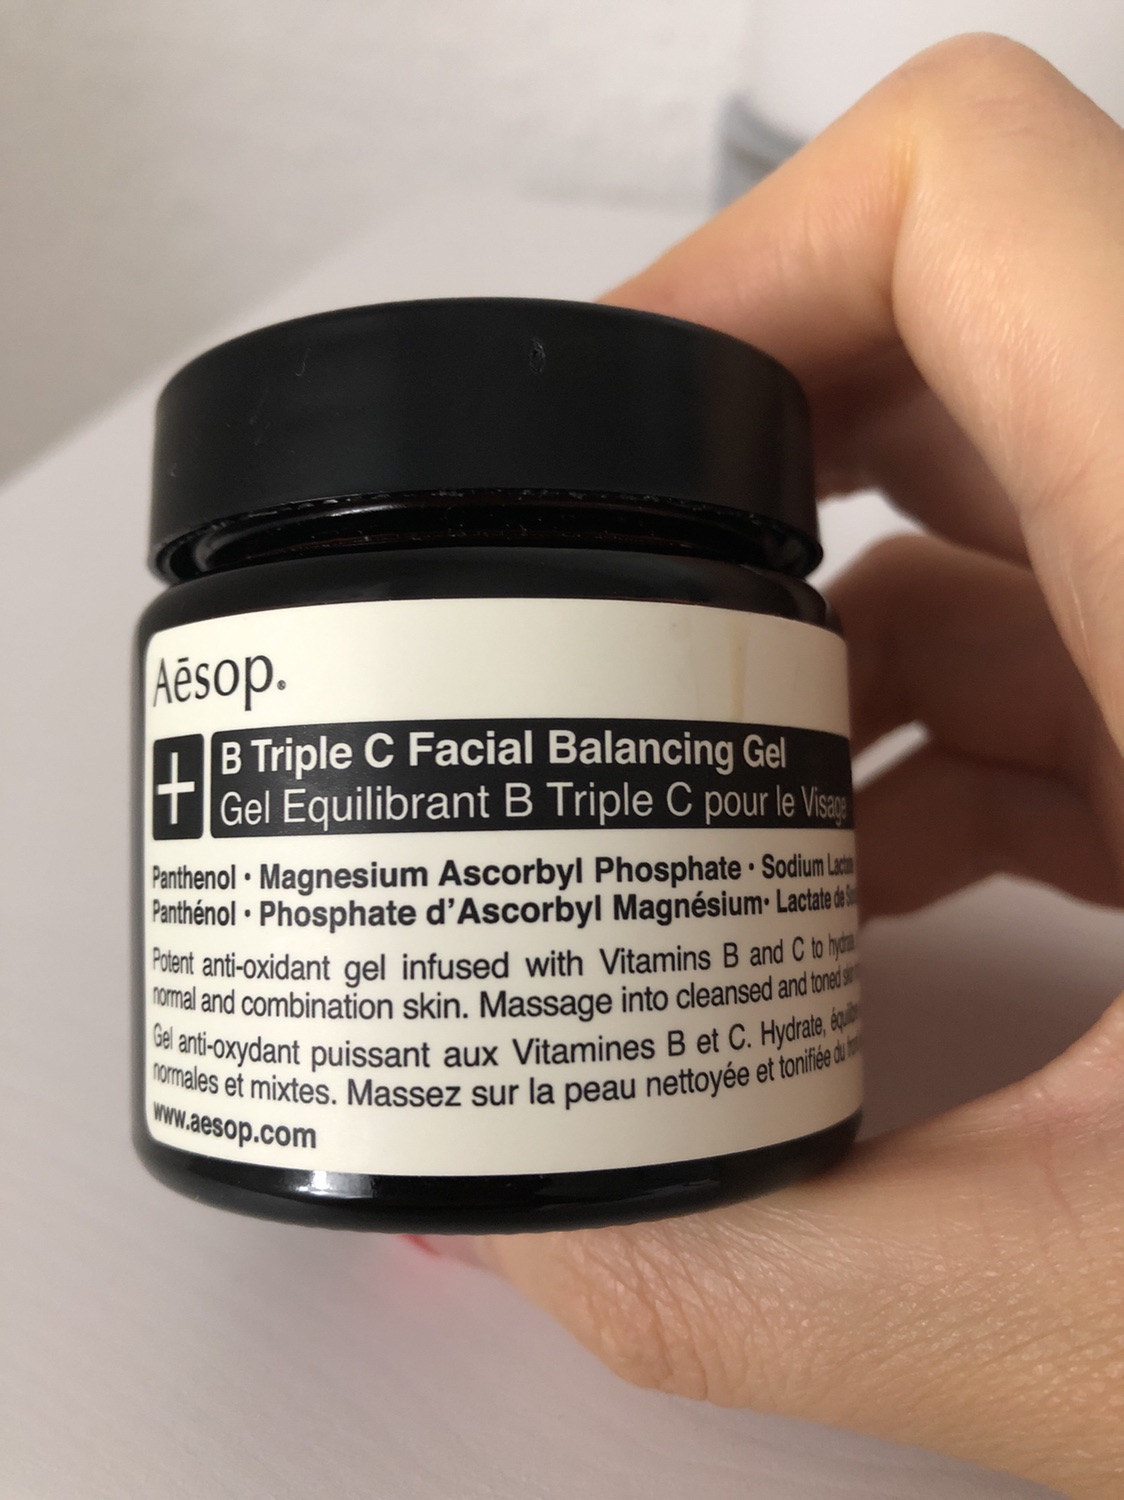 Aēsop.®
B Triple C Facial Balancing Gel
Gel Equilibrant B Triple C pour le Visage
Panthenol · Magnesium Ascorbyl Phosphate · Sodium
Panthénol · Phosphate d'Ascorbyl Magnésium· Lactate de
Potent anti-oxidant gel infused with Vitamins B and C to
normal and combination skin. Massage into cleansed and toned
Gel anti-oxydant puissant aux Vitamines B et C. Hydrate,
normales et mixtes. Massez sur la peau nettoyée et tonifiée du
www.aesop.com